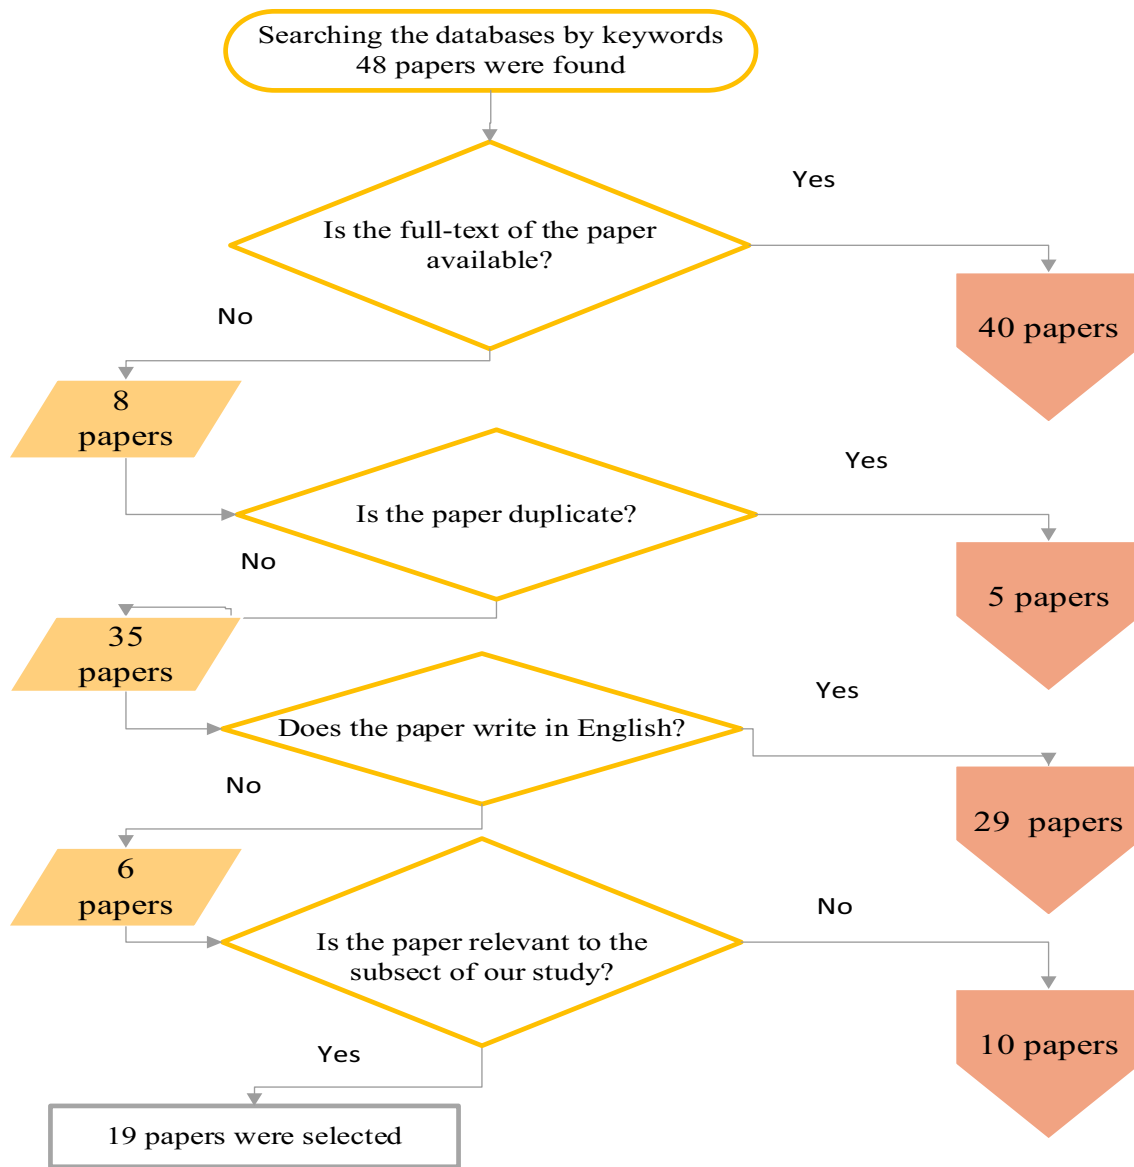 Searching the databases by keywords
48 papers were found
Yes
Is the full-text of the paper
available?
No
40 papers
8
papers
Yes
Is the paper duplicate?
No
5 papers
35
papers
Yes
Does the paper write in English?
No
29 papers
6
papers
No
Is the paper relevant to the
subsect of our study?
10 papers
Yes
19 papers were selected